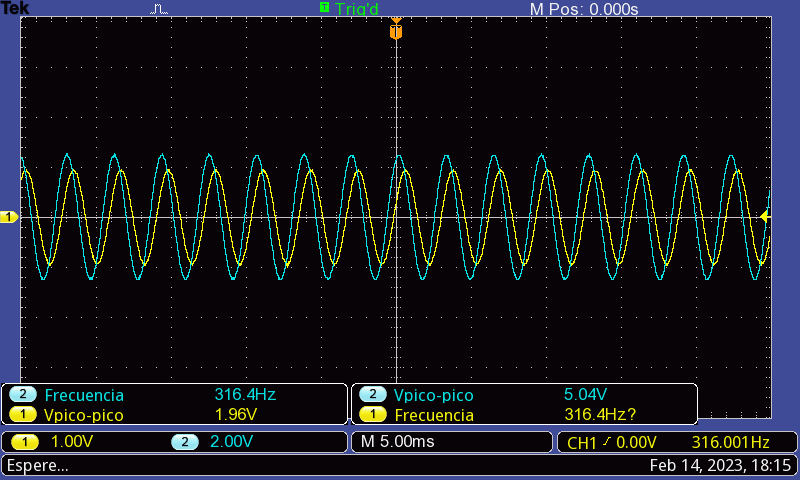 Tek T Trig'd M Pos: 0.000s
T
1
2 Frecuencia 316.4Hz
1 Vpico-pico 1.96V
2 Vpico-pico 5.04V
1 Frecuencia 316.4Hz?
1 1.00V 2 2.00V M 5.00ms CH1 / 0.00V 316.001Hz
Espere... Feb 14, 2023, 18:15